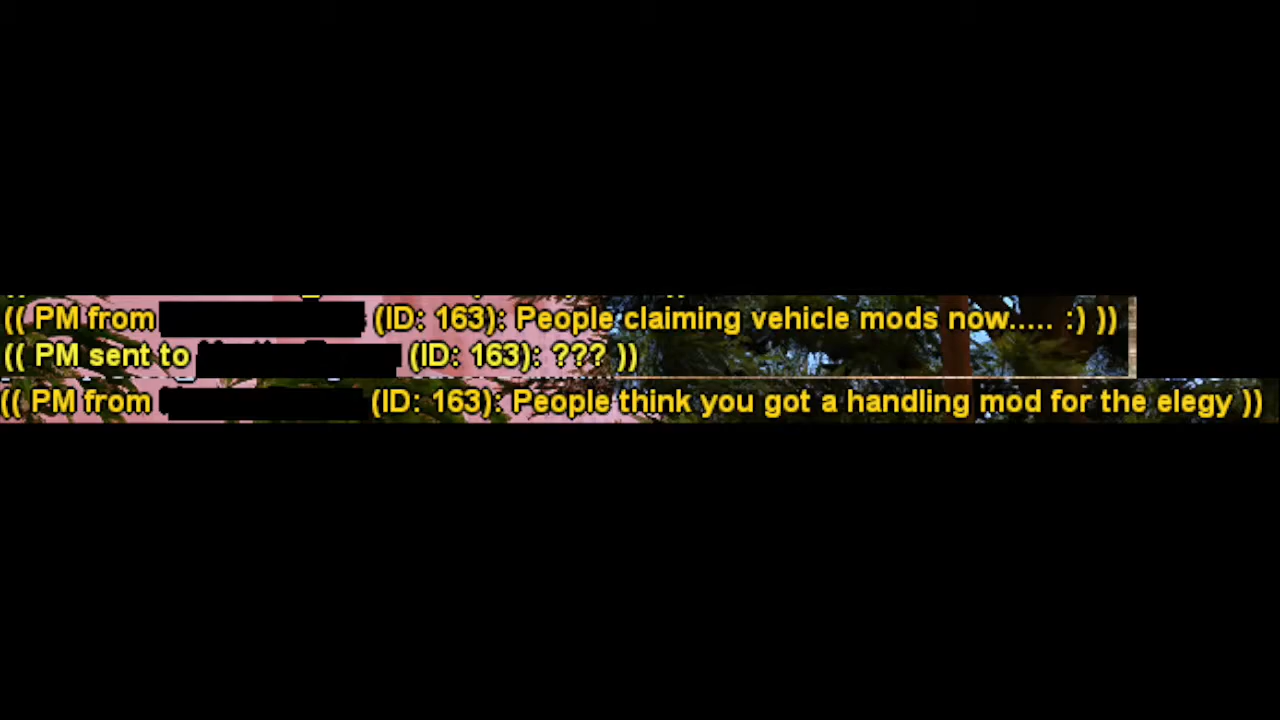 (( PM from (ID: 163): People claiming vehicle mods now..... :) ))
(( PM sent to (ID: 163): ??? ))
(( PM from (ID: 163): People think you got a handling mod for the elegy ))